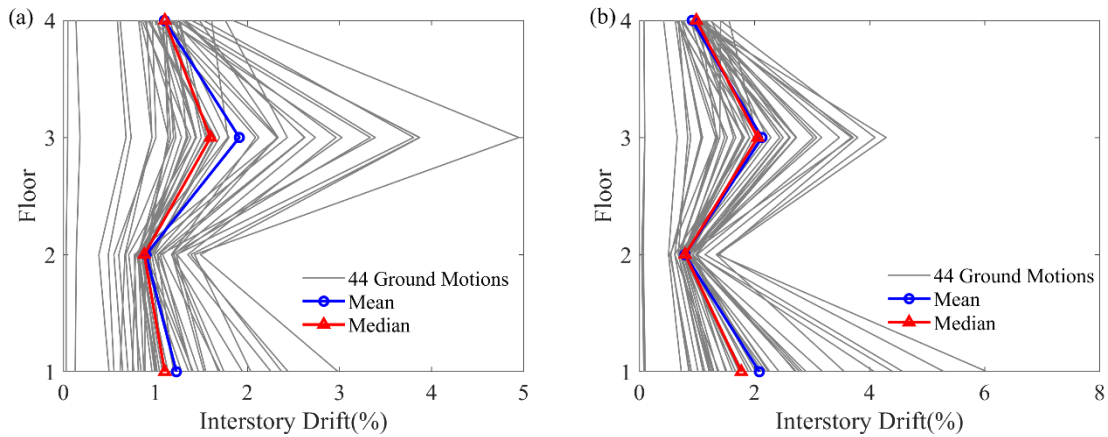 (a)
4
3
2
1
Floor
44 Ground Motions
Mean
Median
0 1 2 3 4 5
Interstory Drift(%)
(b)
4
3
2
1
Floor
44 Ground Motions
Mean
Median
0 2 4 6 8
Interstory Drift(%)